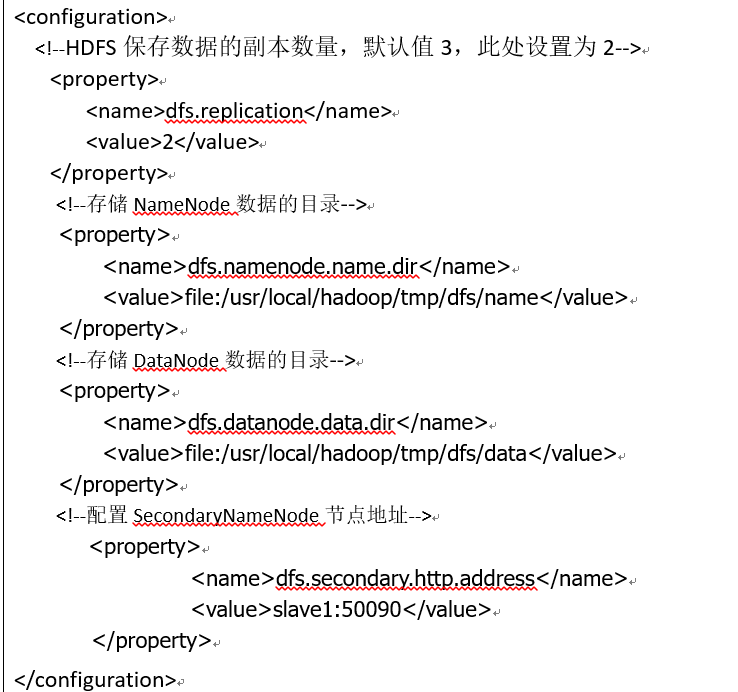 <configuration>
<!--HDFS 保存数据的副本数量，默认值 3，此处设置为 2-->
<property>
<name>dfs.replication</name>
<value>2</value>
</property>
<!--存储 NameNode 数据的目录-->
<property>
<name>dfs.namenode.name.dir</name>
<value>file:/usr/local/hadoop/tmp/dfs/name</value>
</property>
<!--存储 DataNode 数据的目录-->
<property>
<name>dfs.datanode.data.dir</name>
<value>file:/usr/local/hadoop/tmp/dfs/data</value>
</property>
<!--配置 SecondaryNameNode 节点地址-->
<property>
<name>dfs.secondary.http.address</name>
<value>slave1:50090</value>
</property>
</configuration>